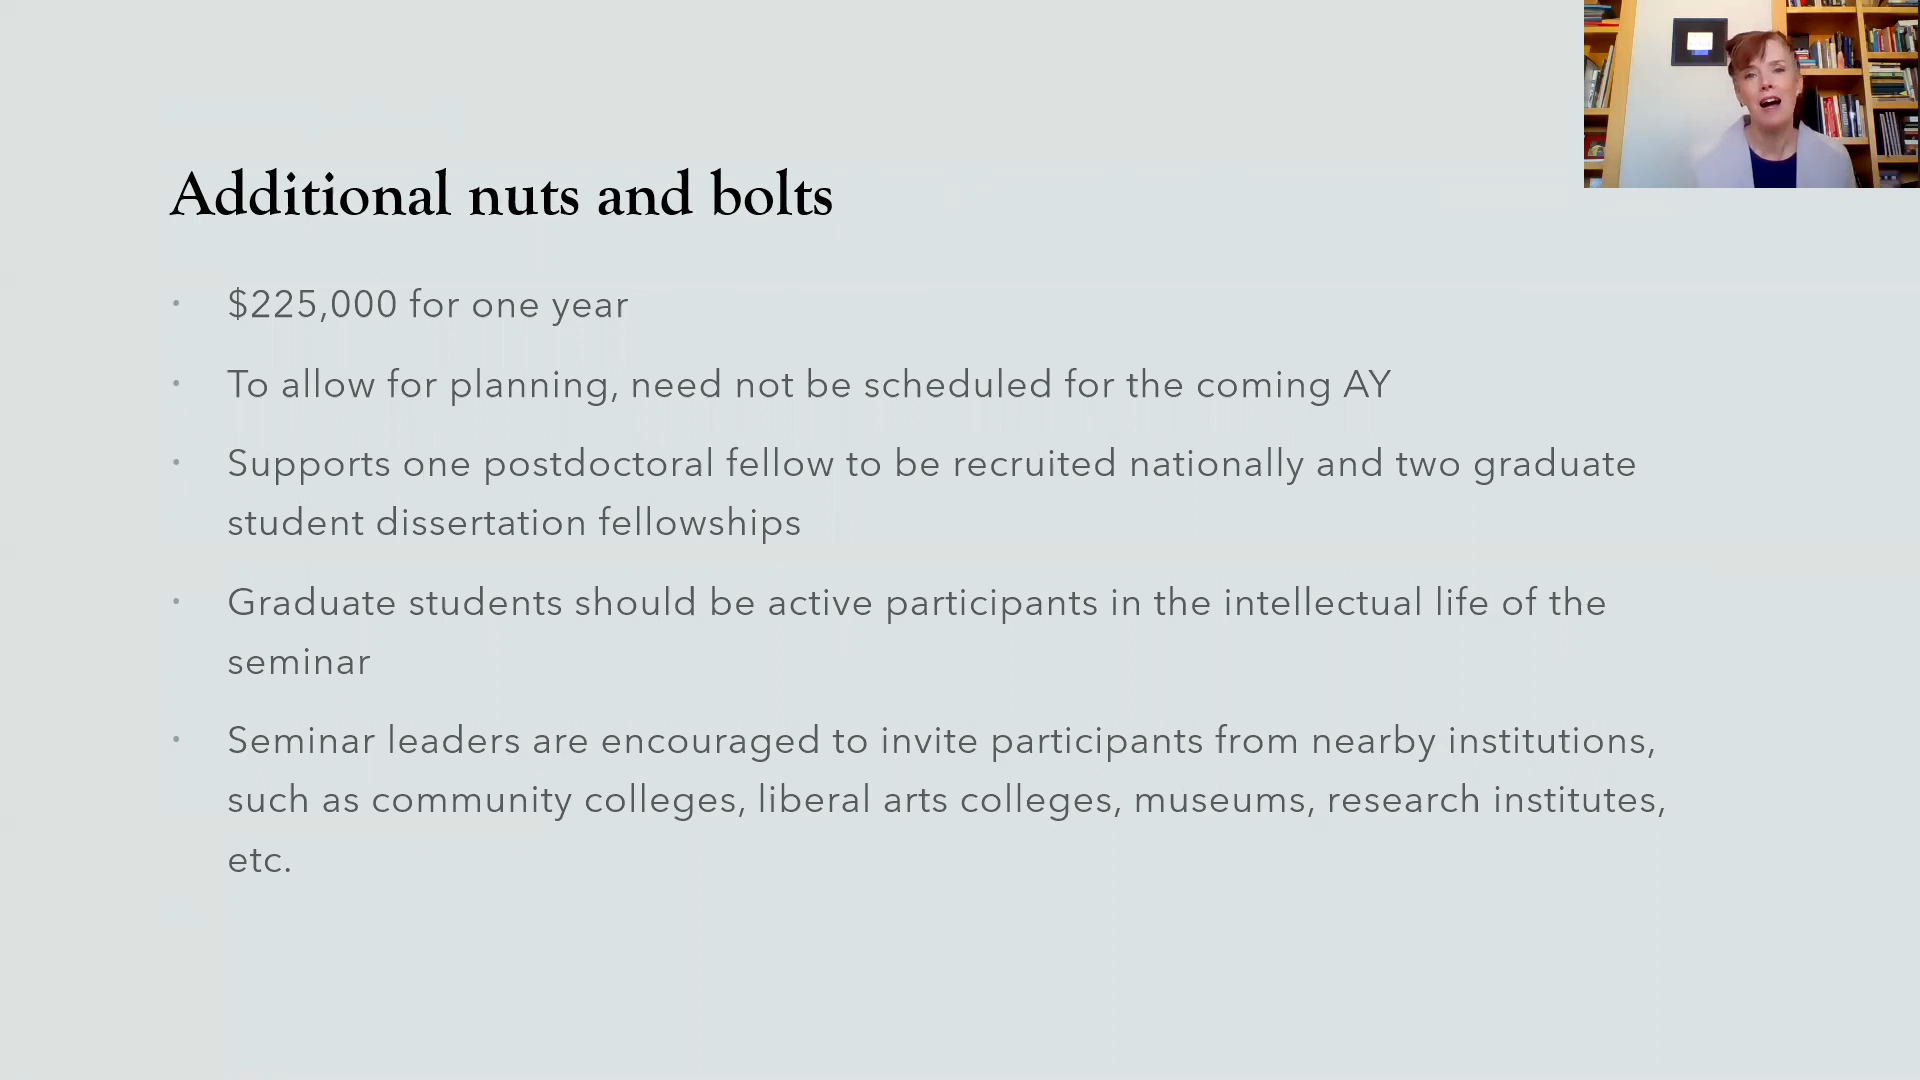 Additional nuts and bolts
• $225,000 for one year
• To allow for planning, need not be scheduled for the coming AY
• Supports one postdoctoral fellow to be recruited nationally and two graduate
student dissertation fellowships
• Graduate students should be active participants in the intellectual life of the
seminar
• Seminar leaders are encouraged to invite participants from nearby institutions,
such as community colleges, liberal arts colleges, museums, research institutes,
etc.